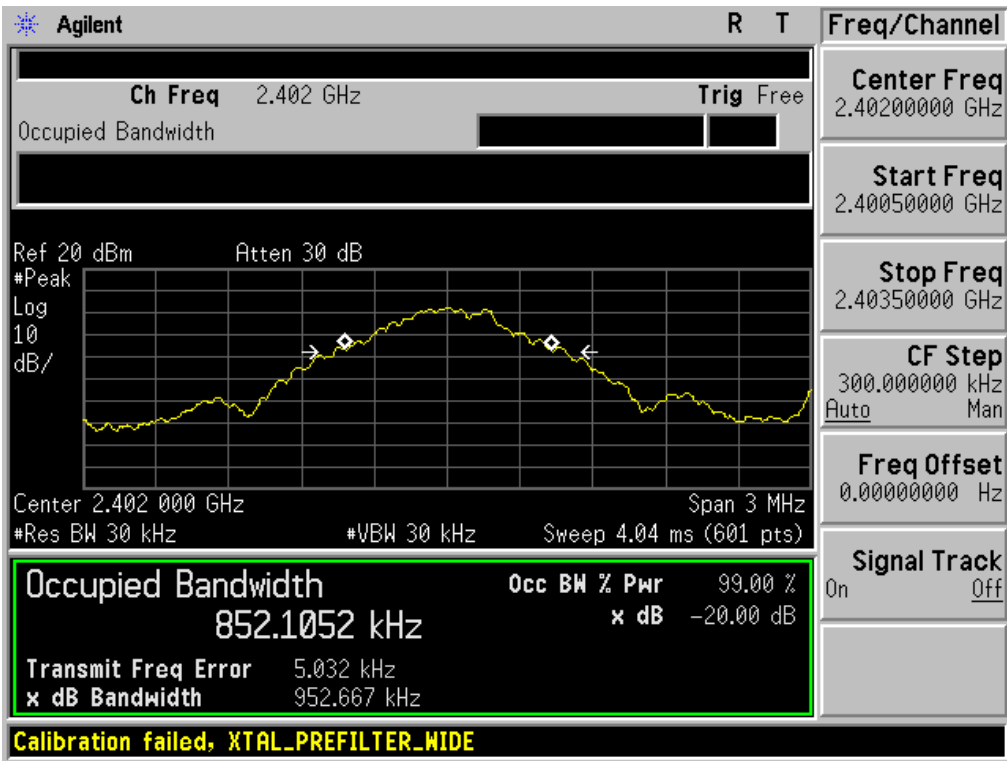 Agilent R T
Ch Freq 2.402 GHz Trig Free
Occupied Bandwidth
Ref 20 dBm Atten 30 dB
#Peak
Log
10
dB/
Center 2.402 000 GHz Span 3 MHz
#Res BW 30 kHz #VBW 30 kHz Sweep 4.04 ms (601 pts)
Occupied Bandwidth Occ BW % Pwr 99.00 %
852.1052 kHz x dB -20.00 dB
Transmit Freq Error 5.032 kHz
x dB Bandwidth 952.667 kHz
Calibration failed, XTAL_PREFILTER_WIDE
Freq/Channel
Center Freq
2.40200000 GHz
Start Freq
2.40050000 GHz
Stop Freq
2.40350000 GHz
CF Step
300.000000 kHz
Auto Man
Freq Offset
0.00000000 Hz
Signal Track
On Off